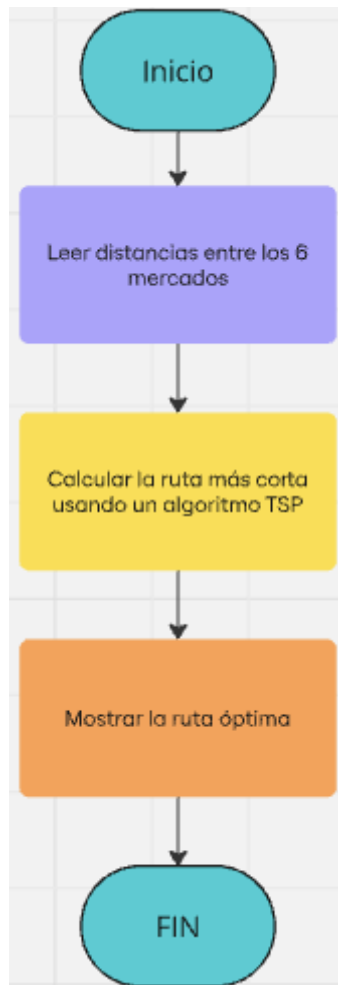 Inicio
Leer distancias entre los 6
mercados
Calcular la ruta más corta
usando un algoritmo TSP
Mostrar la ruta óptima
FIN